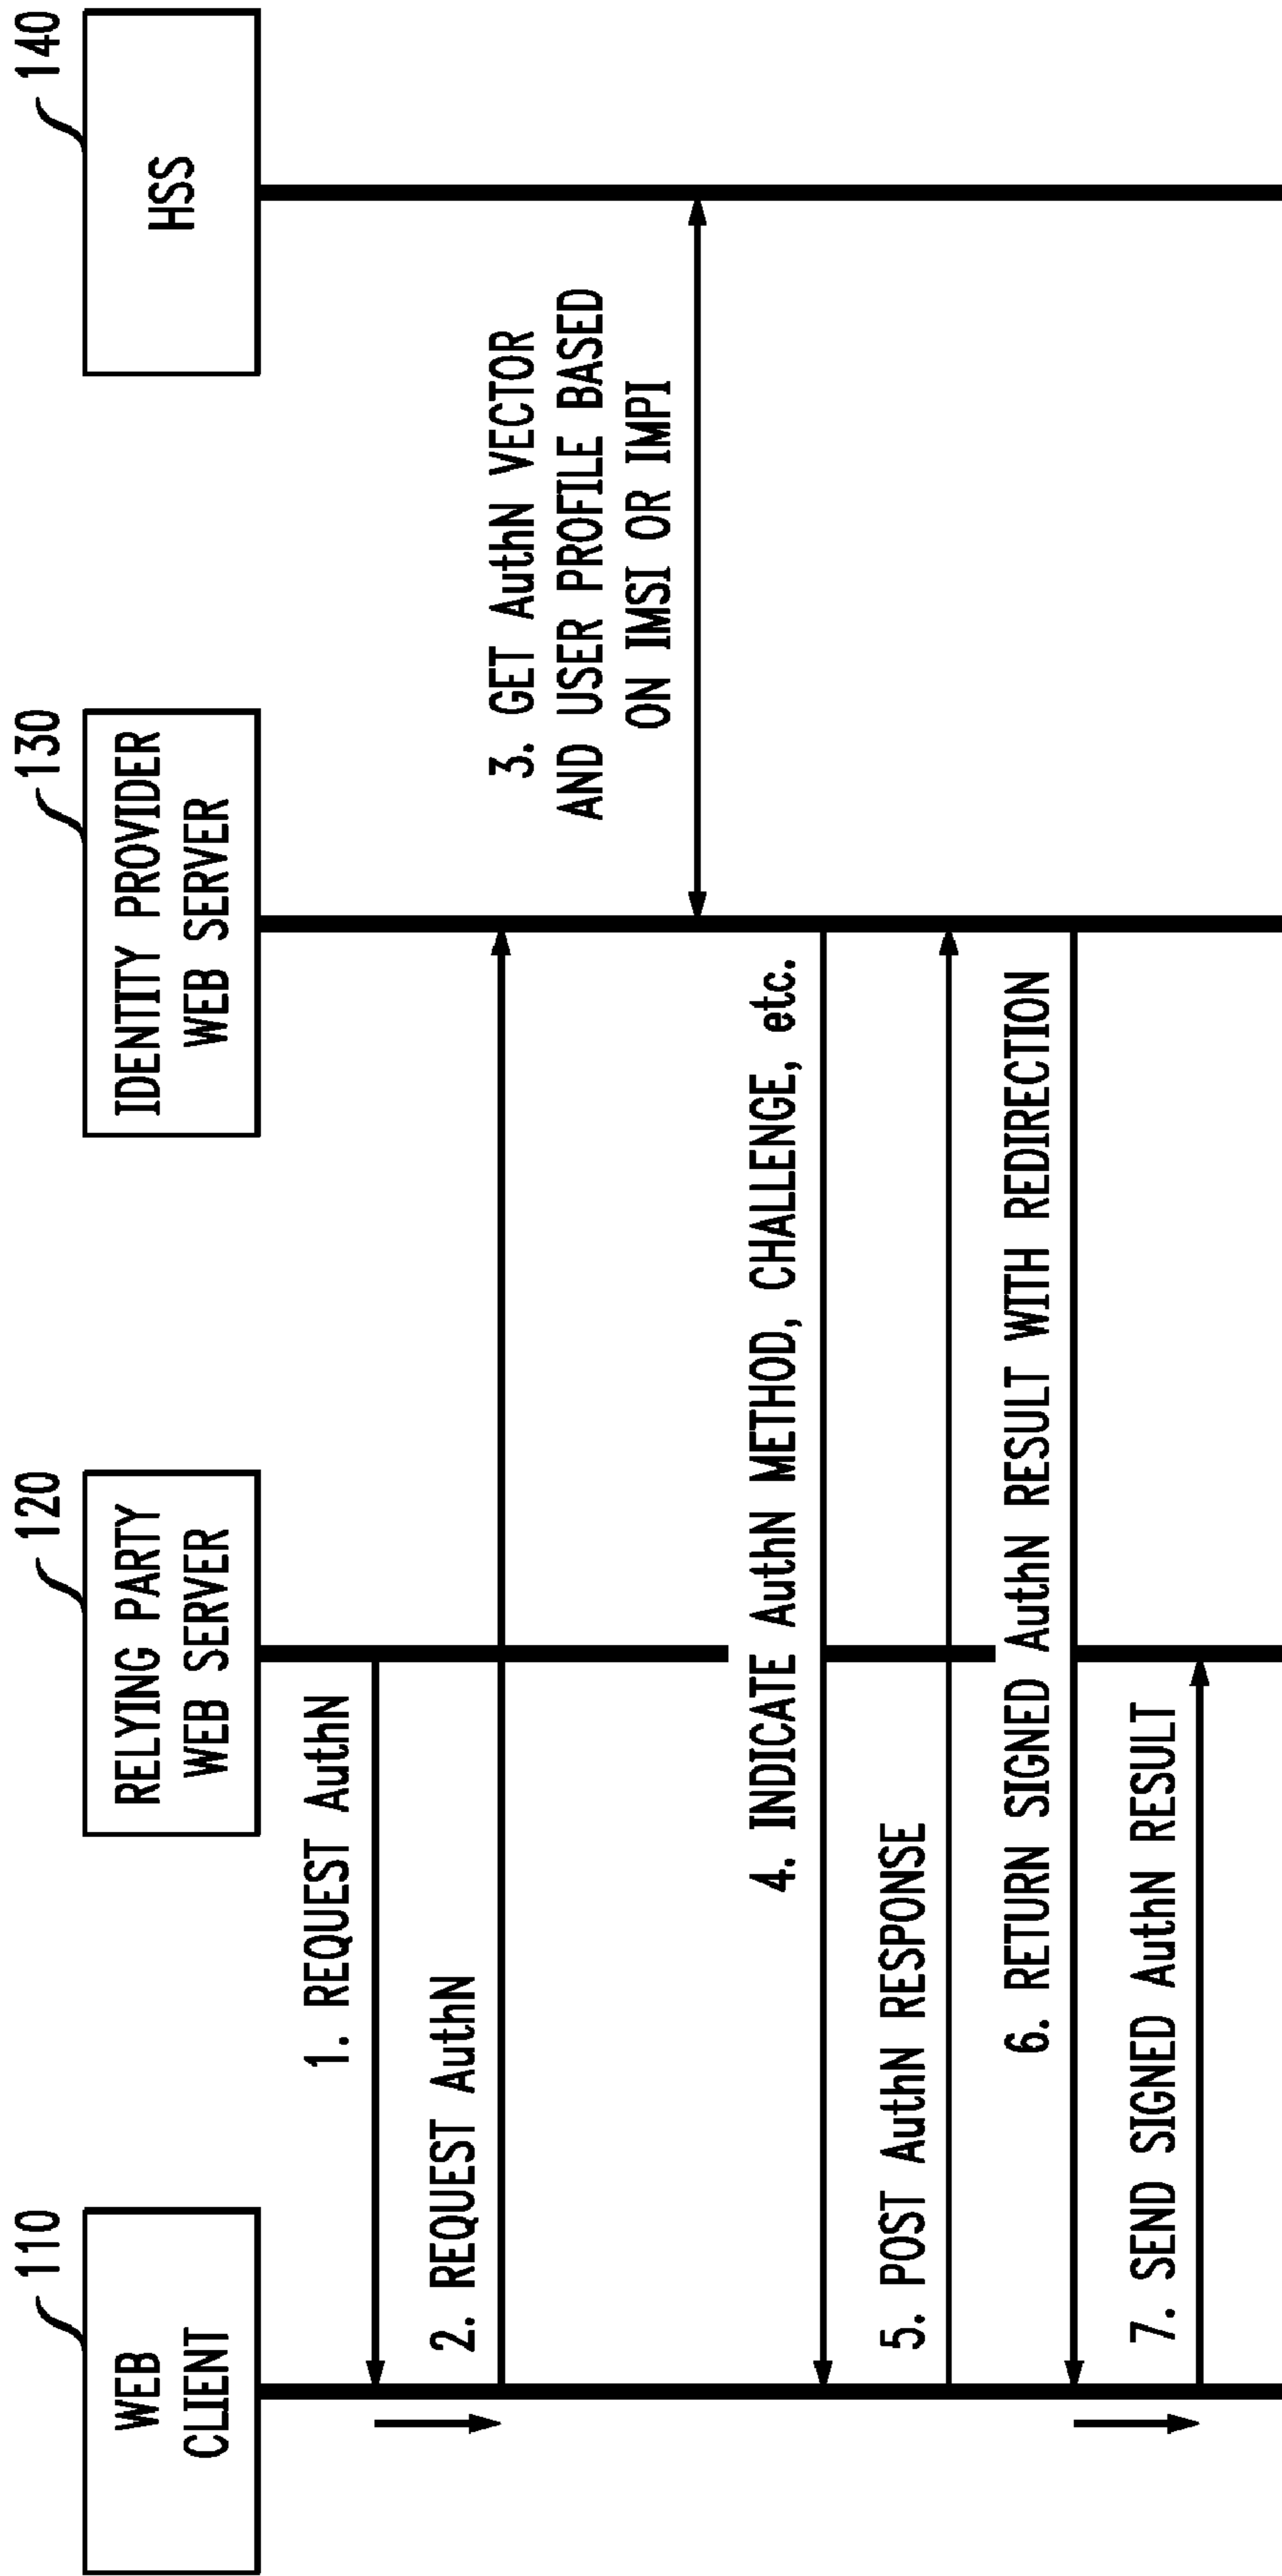 110
WEB
CLIENT
120
RELYING PARTY
WEB SERVER
130
IDENTITY PROVIDER
WEB SERVER
140
HSS
1. REQUEST AuthN
2. REQUEST AuthN
3. GET AuthN VECTOR
AND USER PROFILE BASED
ON IMSI OR IMPI
4. INDICATE AuthN METHOD, CHALLENGE, etc.
5. POST AuthN RESPONSE
6. RETURN SIGNED AuthN RESULT WITH REDIRECTION
7. SEND SIGNED AuthN RESULT